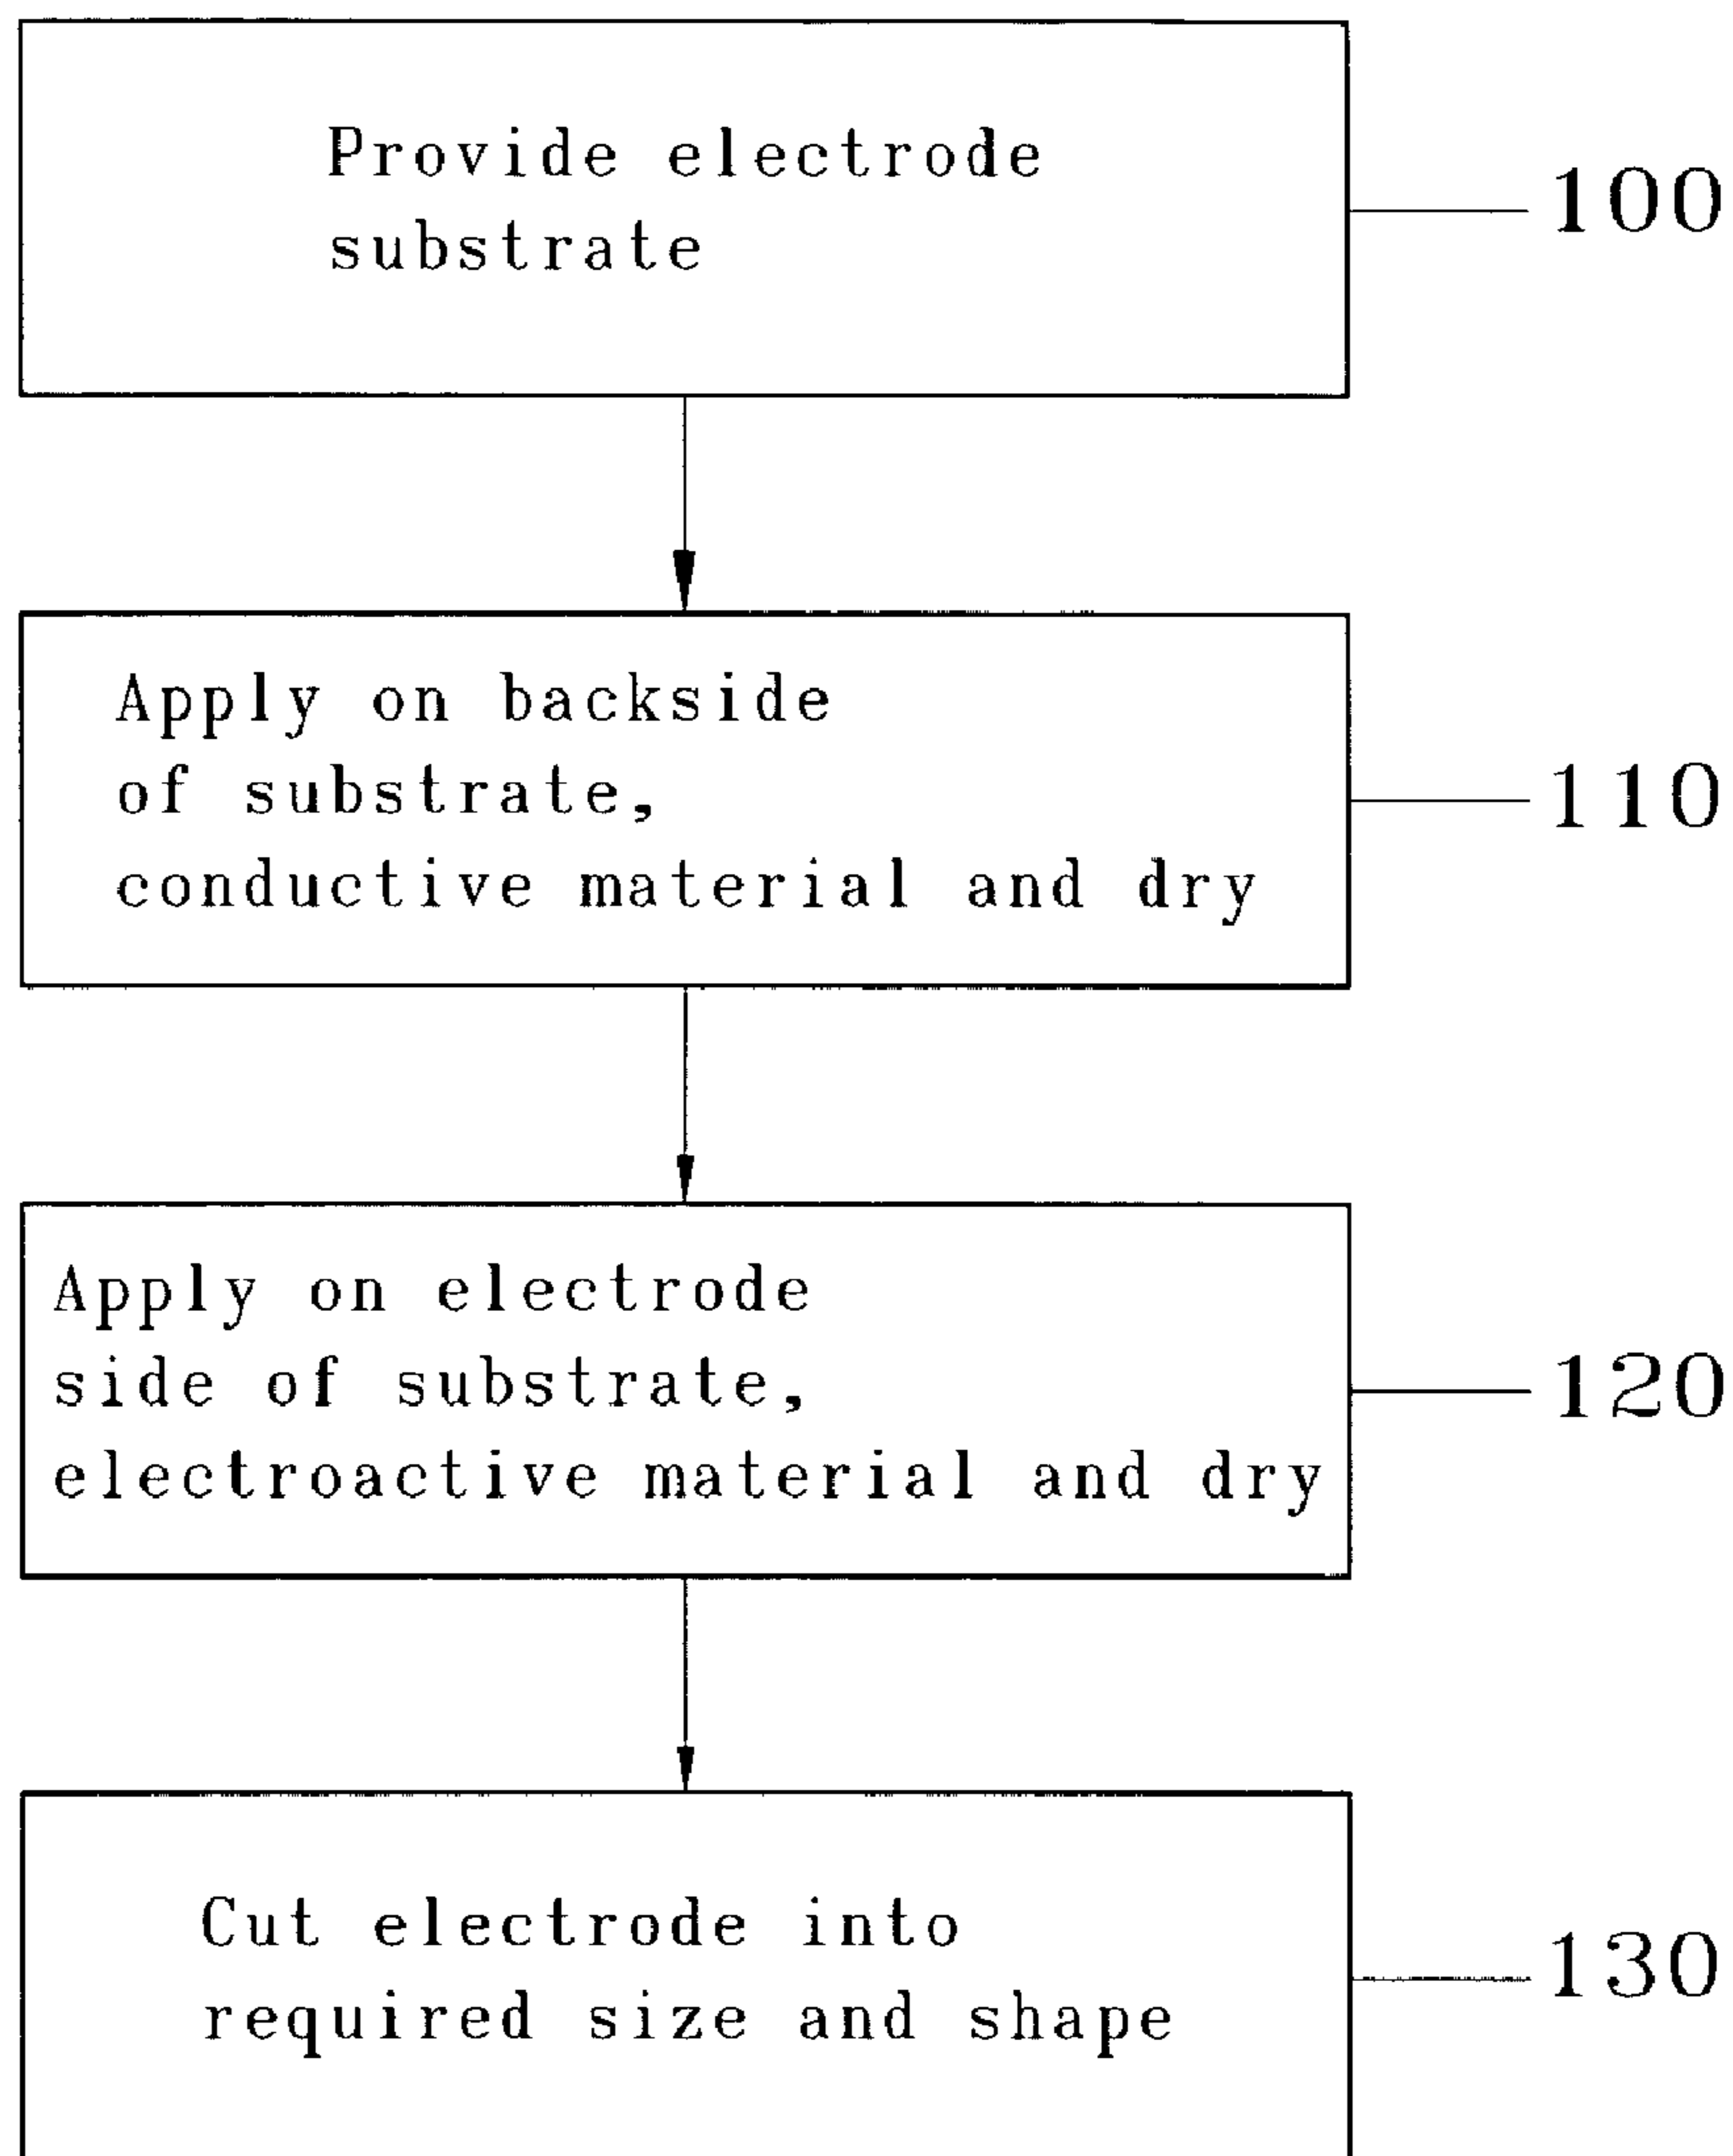 Provide electrode
substrate
100
Apply on backside
of substrate,
conductive material and dry
110
Apply on electrode
side of substrate,
electroactive material and dry
120
Cut electrode into
required size and shape
130